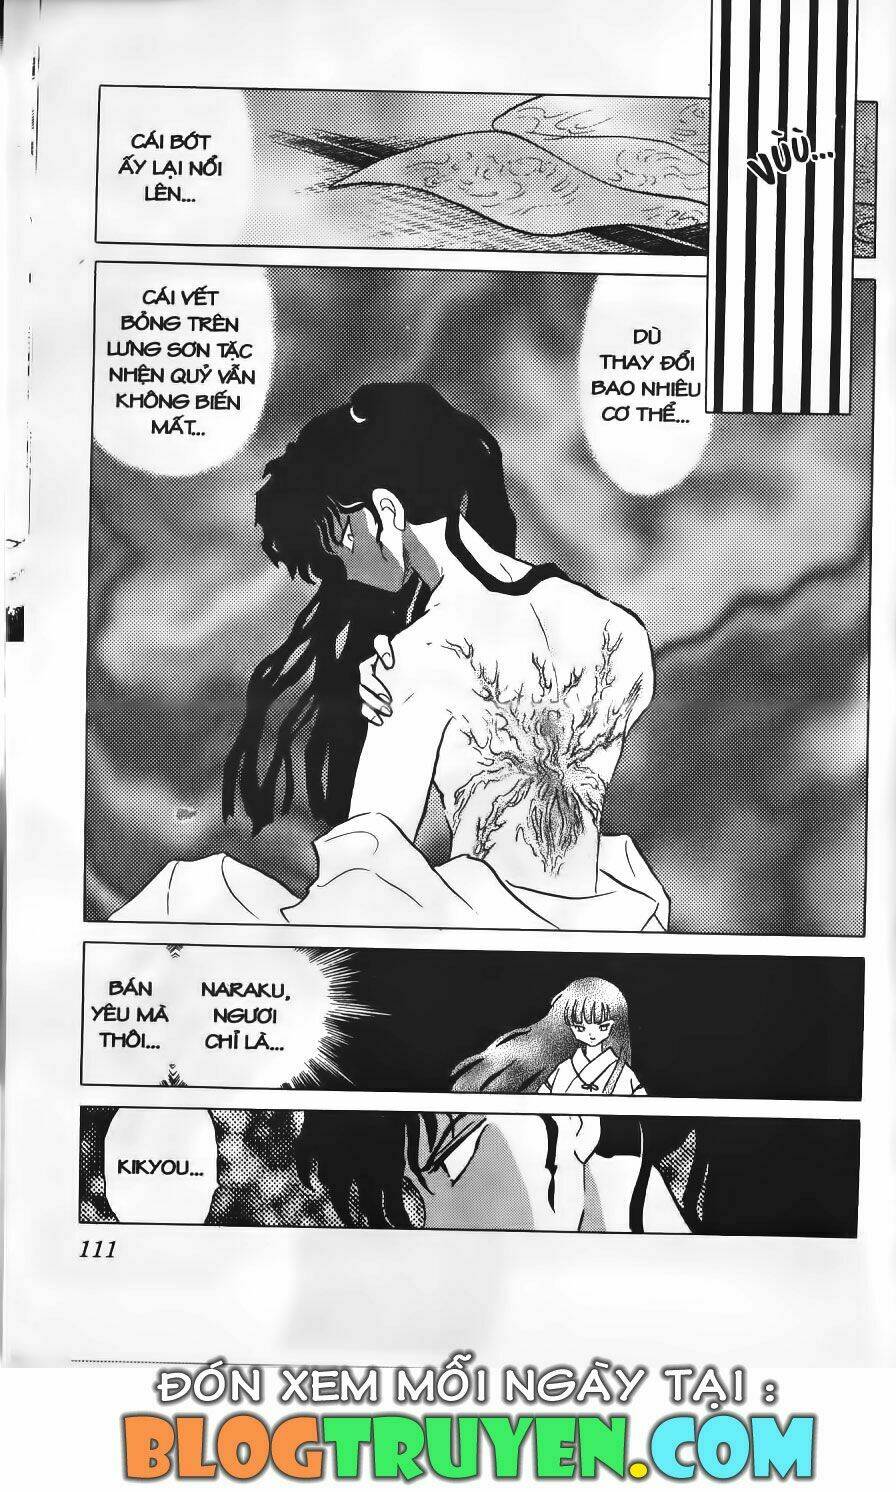 VÙÙ...
CÁI BỚT
ẤY LẠI NỔI
LÊN...
DÙ
THAY ĐỔI
BAO NHIÊU
CƠ THỂ...
CÁI VẾT
BỎNG TRÊN
LƯNG SƠN TẶC
NHỆN QUỶ VẪN
KHÔNG BIẾN
MẤT...
NARAKU,
NGƯƠI
CHỈ LÀ...
BÁN
YÊU MÀ
THÔI...
KIKYOU...
111
ĐÓN XEM MỖI NGÀY TẠI :
BLOGTRUYEN.COM